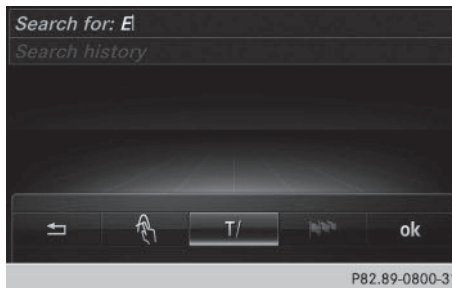 Search for: E
Search history
T/
ok
P82.89-0800-31